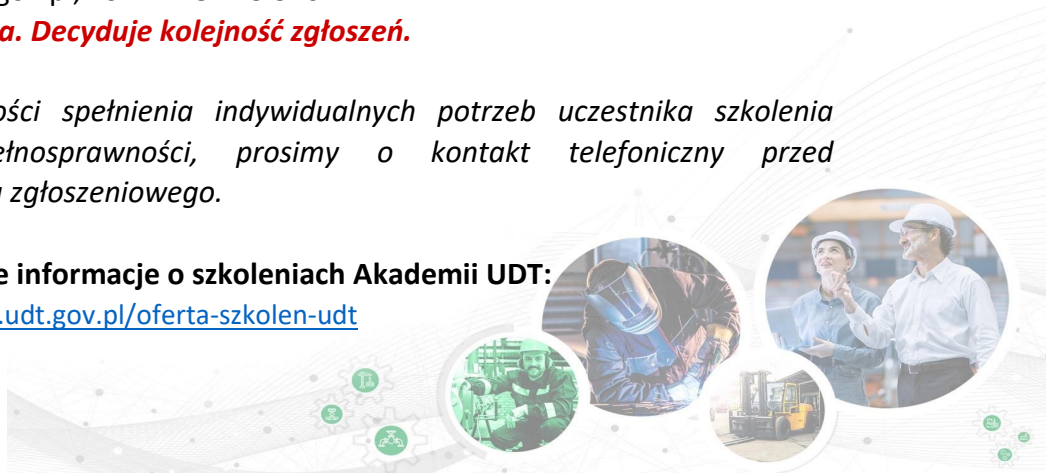 a. Decyduje kolejność zgłoszeń.
ości spełnienia indywidualnych potrzeb uczestnika szkolenia
ełnosprawności, prosimy o kontakt telefoniczny przed
zgłoszeniowego.
e informacje o szkoleniach Akademii UDT:
.udt.gov.pl/oferta-szkolen-udt